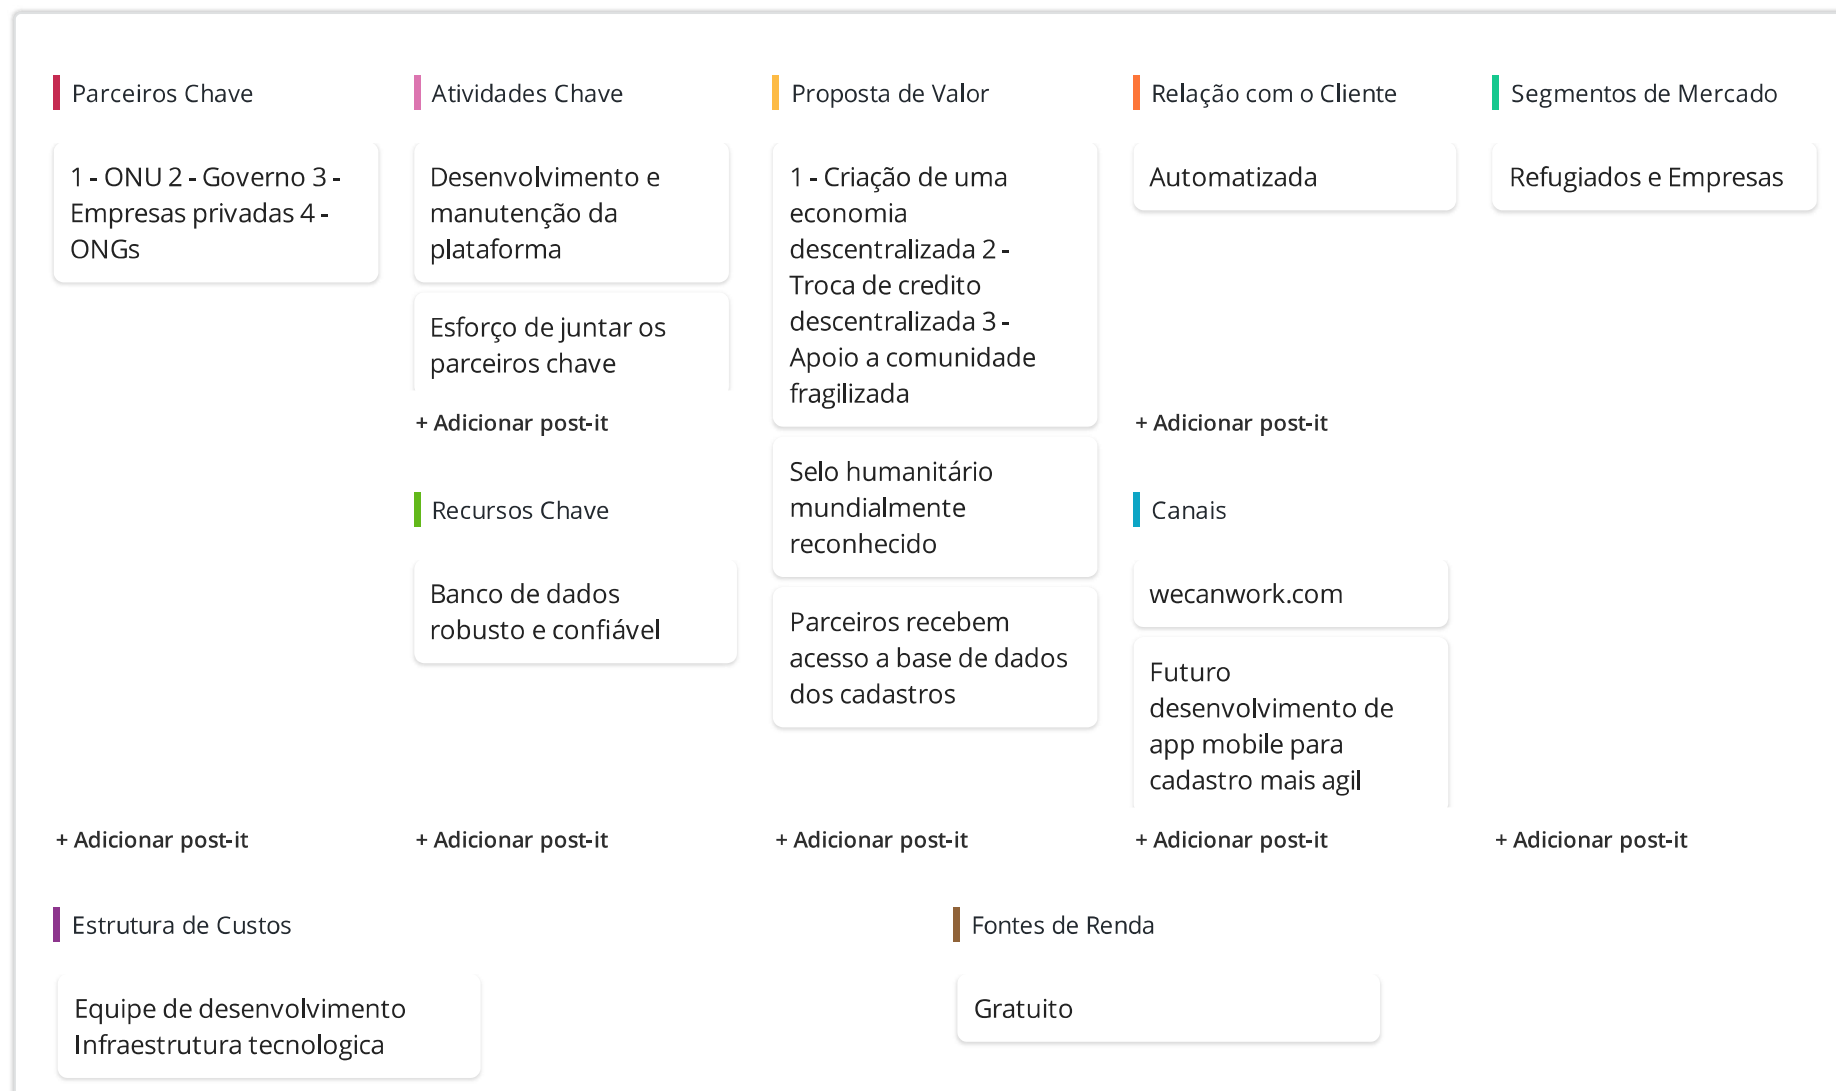 Parceiros Chave
1 - ONU 2 - Governo 3 -
Empresas privadas 4 -
ONGs
+ Adicionar post-it
Atividades Chave
Desenvolvimento e
manutenção da
plataforma
Esforço de juntar os
parceiros chave
+ Adicionar post-it
Recursos Chave
Banco de dados
robusto e confiável
+ Adicionar post-it
Proposta de Valor
1 - Criação de uma
economia
descentralizada 2 -
Troca de credito
descentralizada 3 -
Apoio a comunidade
fragilizada
Selo humanitário
mundialmente
reconhecido
Parceiros recebem
acesso a base de dados
dos cadastros
+ Adicionar post-it
Relação com o Cliente
Automatizada
+ Adicionar post-it
Canais
wecanwork.com
Futuro
desenvolvimento de
app mobile para
cadastro mais agil
+ Adicionar post-it
Segmentos de Mercado
Refugiados e Empresas
+ Adicionar post-it
Estrutura de Custos
Equipe de desenvolvimento
Infraestrutura tecnologica
Fontes de Renda
Gratuito